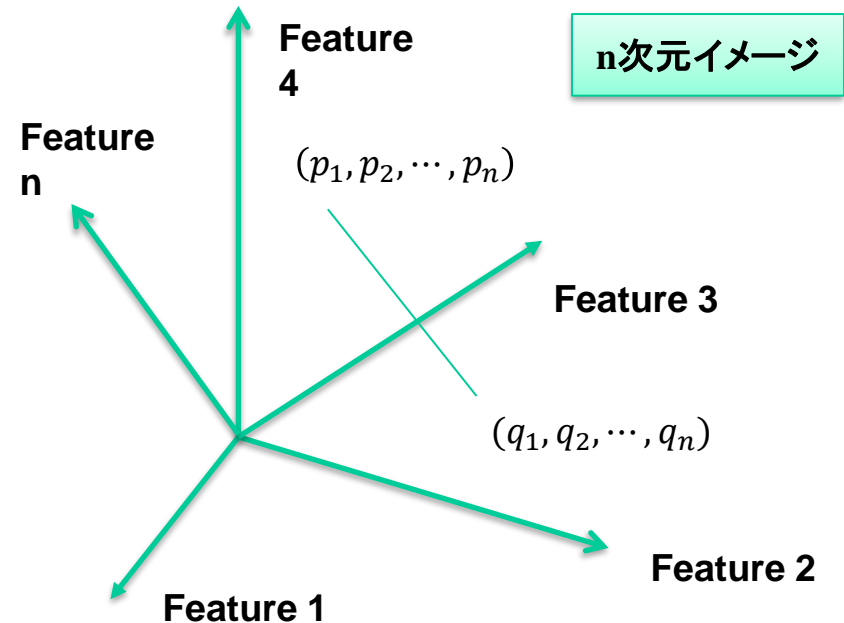 Feature
4
n次元イメージ
Feature
n
(p₁, p₂, ⋯, pₙ)
Feature 3
(q₁, q₂, ⋯, qₙ)
Feature 2
Feature 1